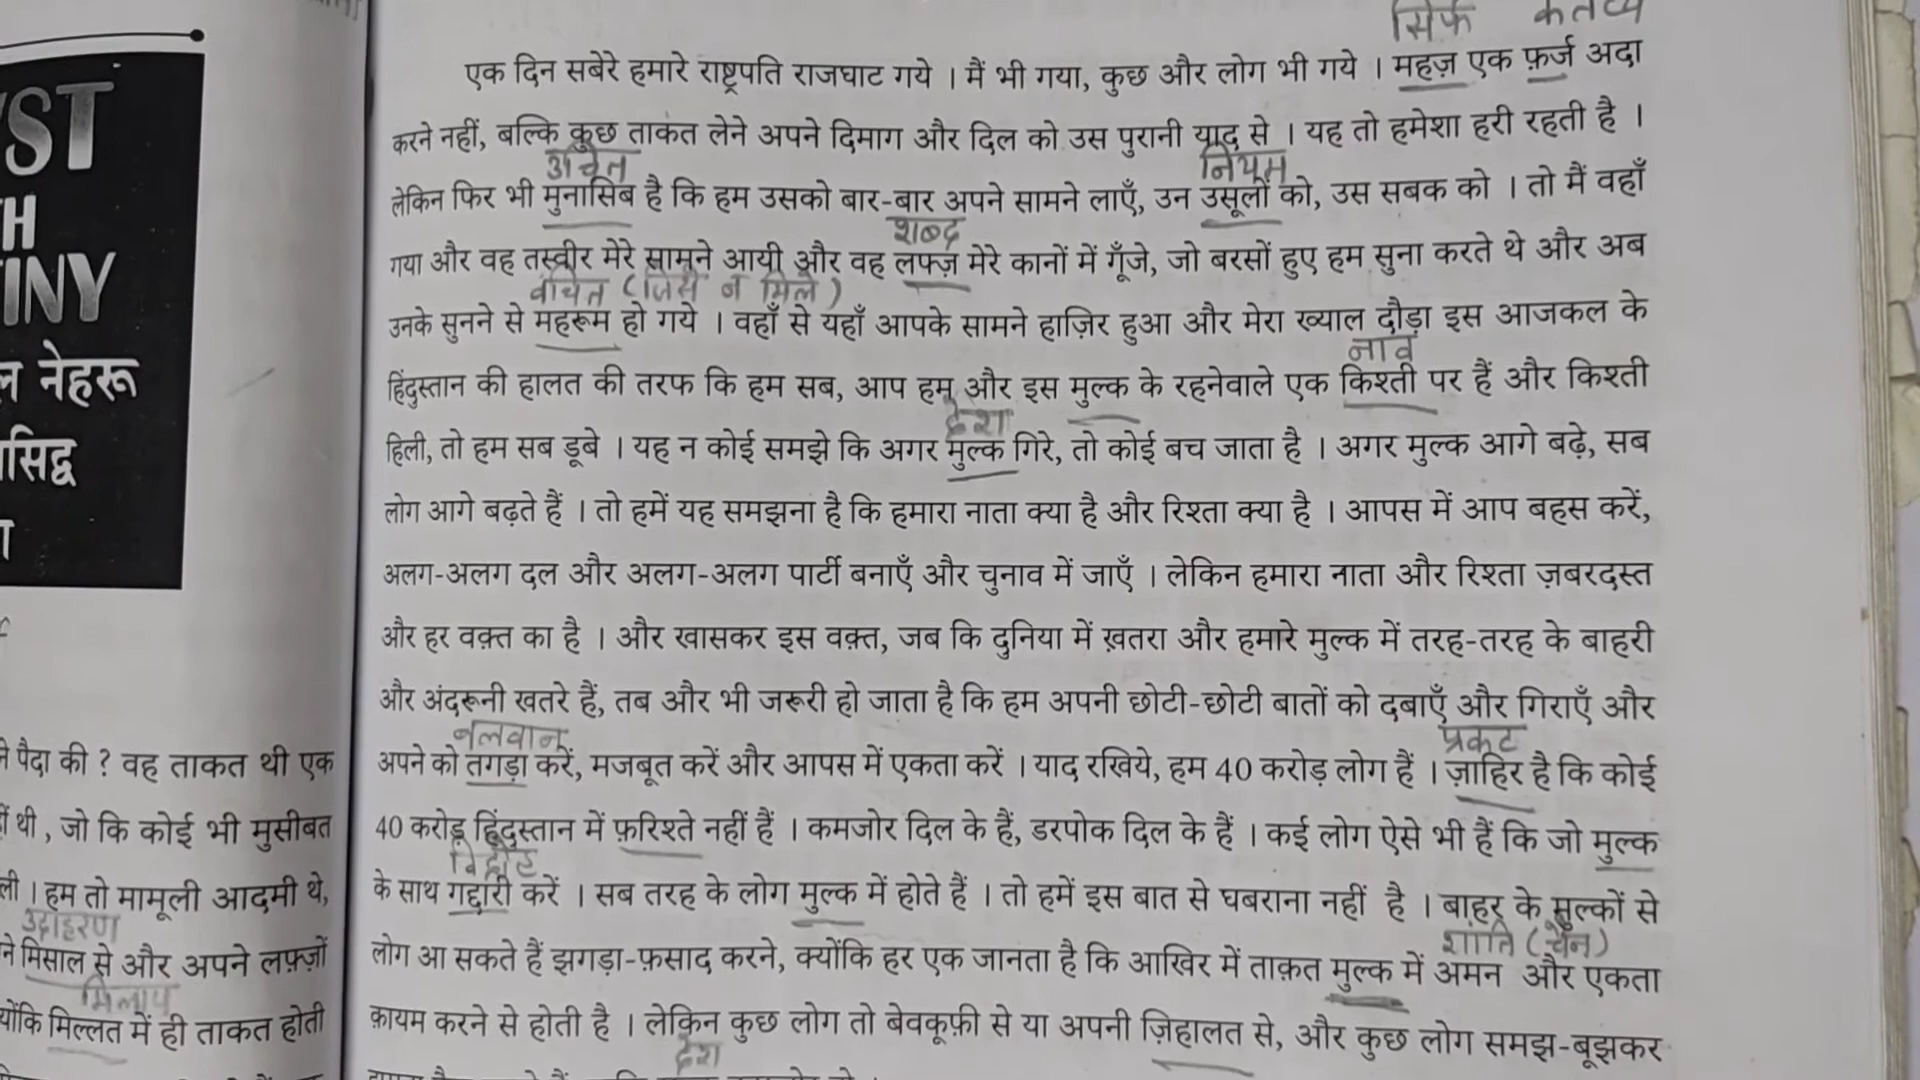 YST
H
INY
नेहरू
सिद्ध
पैदा की ? वह ताकत थी एक
थी , जो कि कोई भी मुसीबत
ली । हम तो मामूली आदमी थे,
उदाहरण
ने मिसाल से और अपने लफ़्ज़ों
मिलाप
योंकि मिल्लत में ही ताकत होती
सिर्फ कर्तव्य
एक दिन सबेरे हमारे राष्ट्रपति राजघाट गये । मैं भी गया, कुछ और लोग भी गये । महज़ एक फ़र्ज अदा
करने नहीं, बल्कि कुछ ताकत लेने अपने दिमाग और दिल को उस पुरानी याद से । यह तो हमेशा हरी रहती है ।
उचित नियम
लेकिन फिर भी मुनासिब है कि हम उसको बार-बार अपने सामने लाएँ, उन उसूलों को, उस सबक को । तो मैं वहाँ
शब्द
गया और वह तस्वीर मेरे सामने आयी और वह लफ्ज़ मेरे कानों में गूँजे, जो बरसों हुए हम सुना करते थे और अब
वंचित (जिसे न मिले)
उनके सुनने से महरूम हो गये । वहाँ से यहाँ आपके सामने हाज़िर हुआ और मेरा ख्याल दौड़ा इस आजकल के
नाव
हिंदुस्तान की हालत की तरफ कि हम सब, आप हम और इस मुल्क के रहनेवाले एक किश्ती पर हैं और किश्ती
देश
हिली, तो हम सब डूबे । यह न कोई समझे कि अगर मुल्क गिरे, तो कोई बच जाता है । अगर मुल्क आगे बढ़े, सब
लोग आगे बढ़ते हैं । तो हमें यह समझना है कि हमारा नाता क्या है और रिश्ता क्या है । आपस में आप बहस करें,
अलग-अलग दल और अलग-अलग पार्टी बनाएँ और चुनाव में जाएँ । लेकिन हमारा नाता और रिश्ता ज़बरदस्त
और हर वक़्त का है । और खासकर इस वक़्त, जब कि दुनिया में ख़तरा और हमारे मुल्क में तरह-तरह के बाहरी
और अंदरूनी खतरे हैं, तब और भी जरूरी हो जाता है कि हम अपनी छोटी-छोटी बातों को दबाएँ और गिराएँ और
बलवान प्रकट
अपने को तगड़ा करें, मजबूत करें और आपस में एकता करें । याद रखिये, हम 40 करोड़ लोग हैं । ज़ाहिर है कि कोई
40 करोड़ हिंदुस्तान में फ़रिश्ते नहीं हैं । कमजोर दिल के हैं, डरपोक दिल के हैं । कई लोग ऐसे भी हैं कि जो मुल्क
विद्रोह
के साथ गद्दारी करें । सब तरह के लोग मुल्क में होते हैं । तो हमें इस बात से घबराना नहीं है । बाहर के मुल्कों से
शांति (चैन)
लोग आ सकते हैं झगड़ा-फ़साद करने, क्योंकि हर एक जानता है कि आखिर में ताक़त मुल्क में अमन और एकता
क़ायम करने से होती है । लेकिन कुछ लोग तो बेवकूफ़ी से या अपनी ज़िहालत से, और कुछ लोग समझ-बूझकर
देश